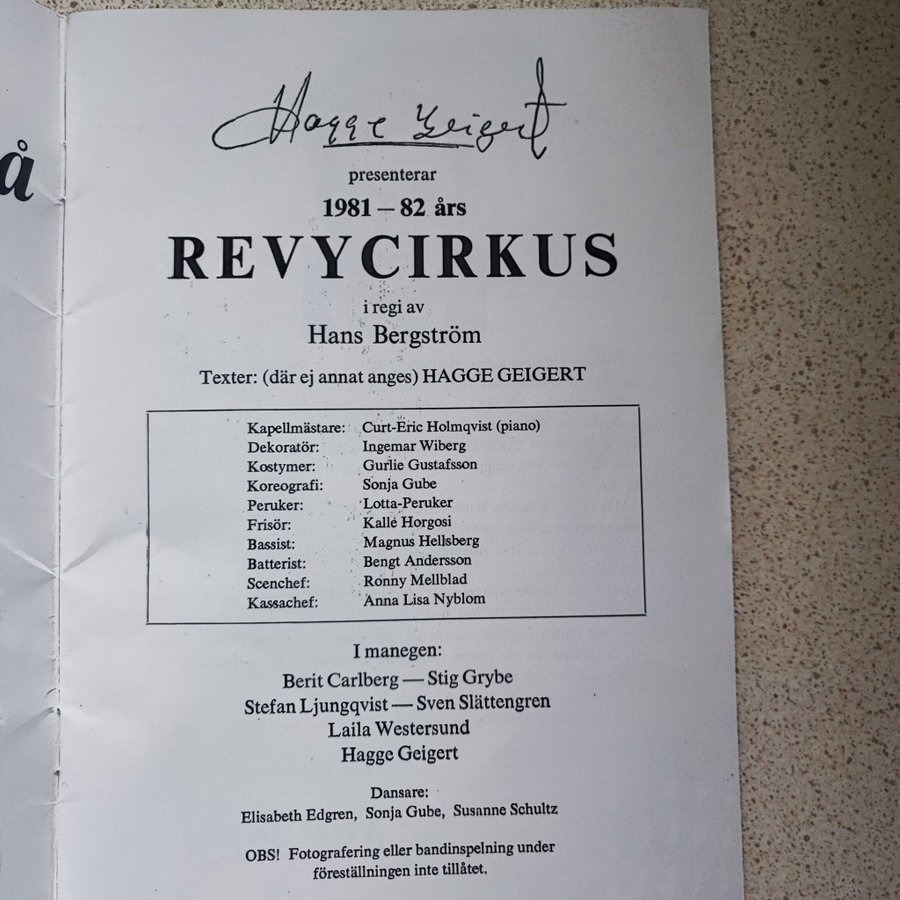 å
Hagge Geigert
presenterar
1981 – 82 års
REVYCIRKUS
i regi av
Hans Bergström
Texter: (där ej annat anges) HAGGE GEIGERT
Kapellmästare: Curt-Eric Holmqvist (piano)
Dekoratör: Ingemar Wiberg
Kostymer: Gurlie Gustafsson
Koreografi: Sonja Gube
Peruker: Lotta-Peruker
Frisör: Kalle Horgosi
Bassist: Magnus Hellsberg
Batterist: Bengt Andersson
Scenchef: Ronny Mellblad
Kassachef: Anna Lisa Nyblom
I manegen:
Berit Carlberg — Stig Grybe
Stefan Ljungqvist — Sven Slättengren
Laila Westersund
Hagge Geigert
Dansare:
Elisabeth Edgren, Sonja Gube, Susanne Schultz
OBS! Fotografering eller bandinspelning under
föreställningen inte tillåtet.